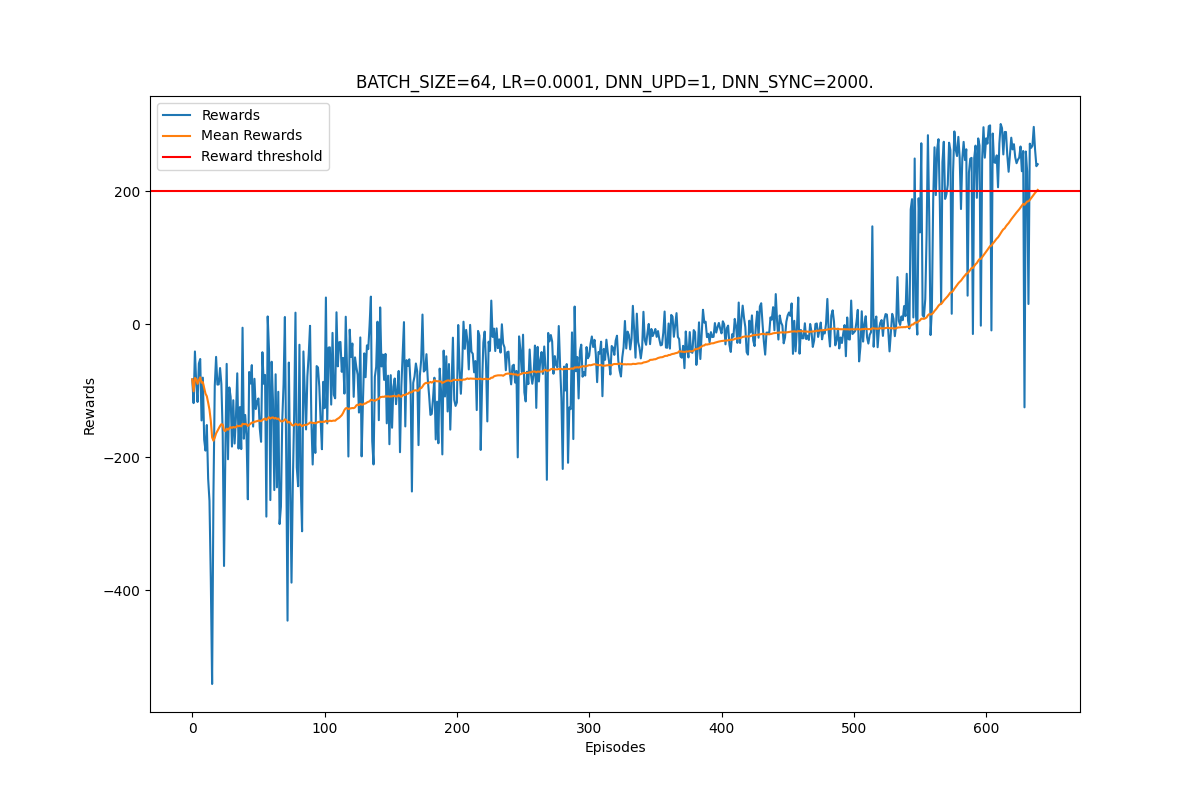 BATCH_SIZE=64, LR=0.0001, DNN_UPD=1, DNN_SYNC=2000.
Rewards
Mean Rewards
Reward threshold
200
0
−200
−400
Rewards
0 100 200 300 400 500 600
Episodes